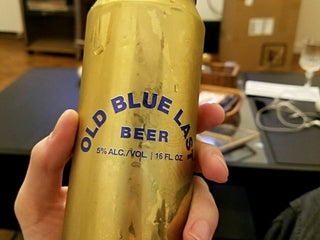 OLD BLUE LAST
BEER
5% ALC./VOL. | 16 FL OZ